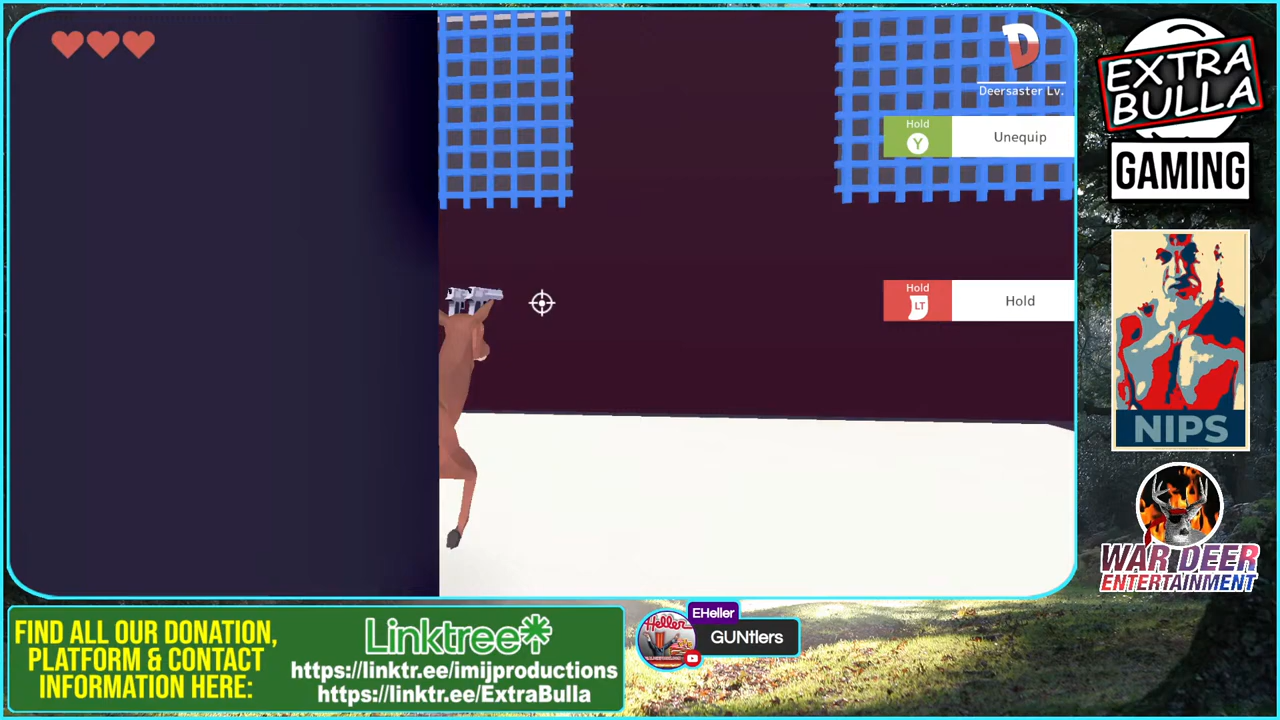 D
Deersaster Lv.
Hold
Y
Unequip
Hold
LT
Hold
EXTRA
BULLA
GAMING
NIPS
WAR DEER
ENTERTAINMENT
FIND ALL OUR DONATION,
PLATFORM & CONTACT
INFORMATION HERE:
Linktree
https://linktr.ee/imijproductions
https://linktr.ee/ExtraBulla
Heller
EHeller
GUNtlers